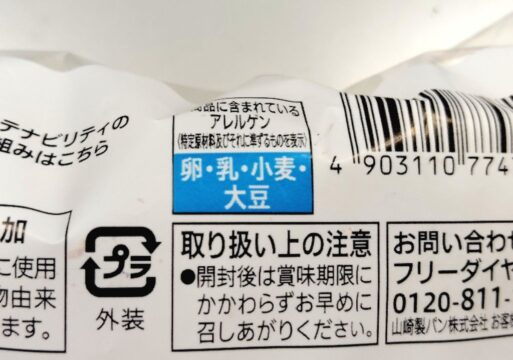 テナビリティの
組みはこちら
商品に含まれている
アレルゲン
(特定原材料及びそれに準ずるものを表示)
卵・乳・小麦・
大豆
4 903110 774
加
に使用
物由来
ます。
プラ
外装
取り扱い上の注意
●開封後は賞味期限に
かかわらずお早めに
召しあがりください。
お問い合わせ
フリーダイヤ
0120-811-
山崎製パン株式会社 お客